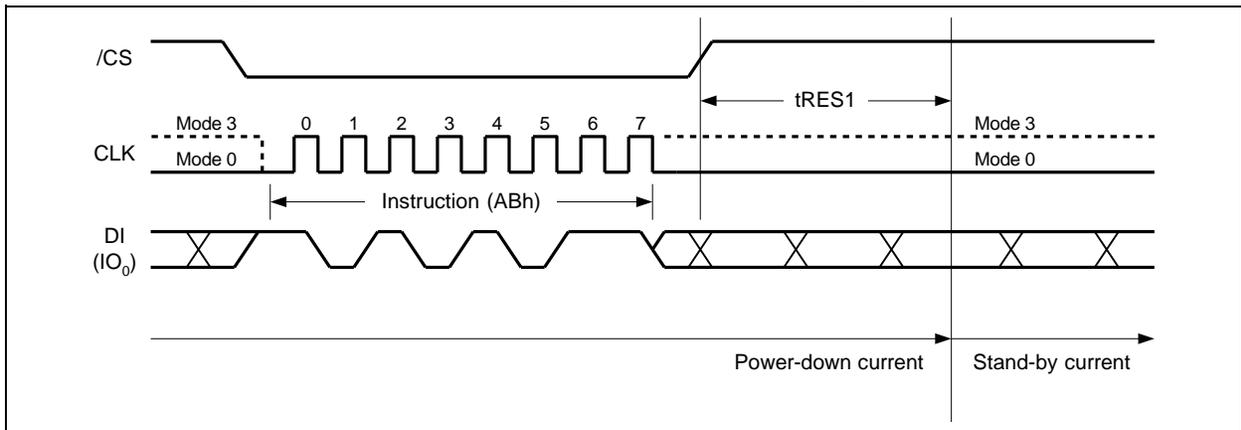 /CS
tRES1
Mode 3 0 1 2 3 4 5 6 7 Mode 3
CLK
Mode 0 Mode 0
Instruction (ABh)
DI
(IO₀)
Power-down current Stand-by current